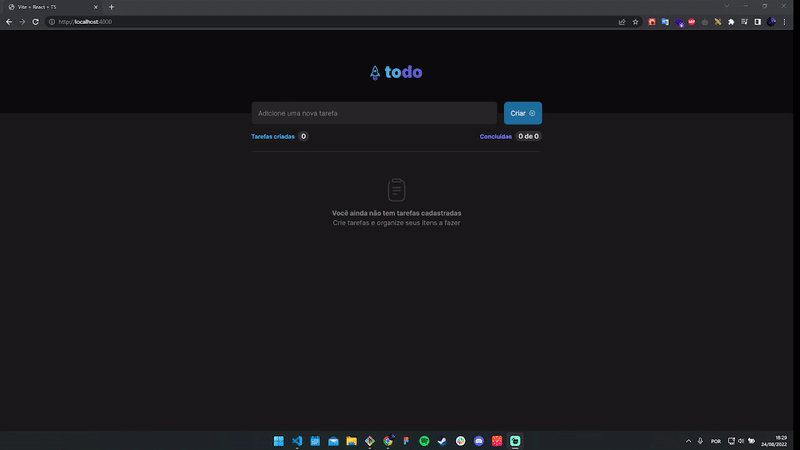 Vite + React + TS
http://localhost:4000
todo
Adicione uma nova tarefa
Criar
Tarefas criadas 0
Concluídas 0 de 0
Você ainda não tem tarefas cadastradas
Crie tarefas e organize seus itens a fazer
POR
18:29
24/08/2022